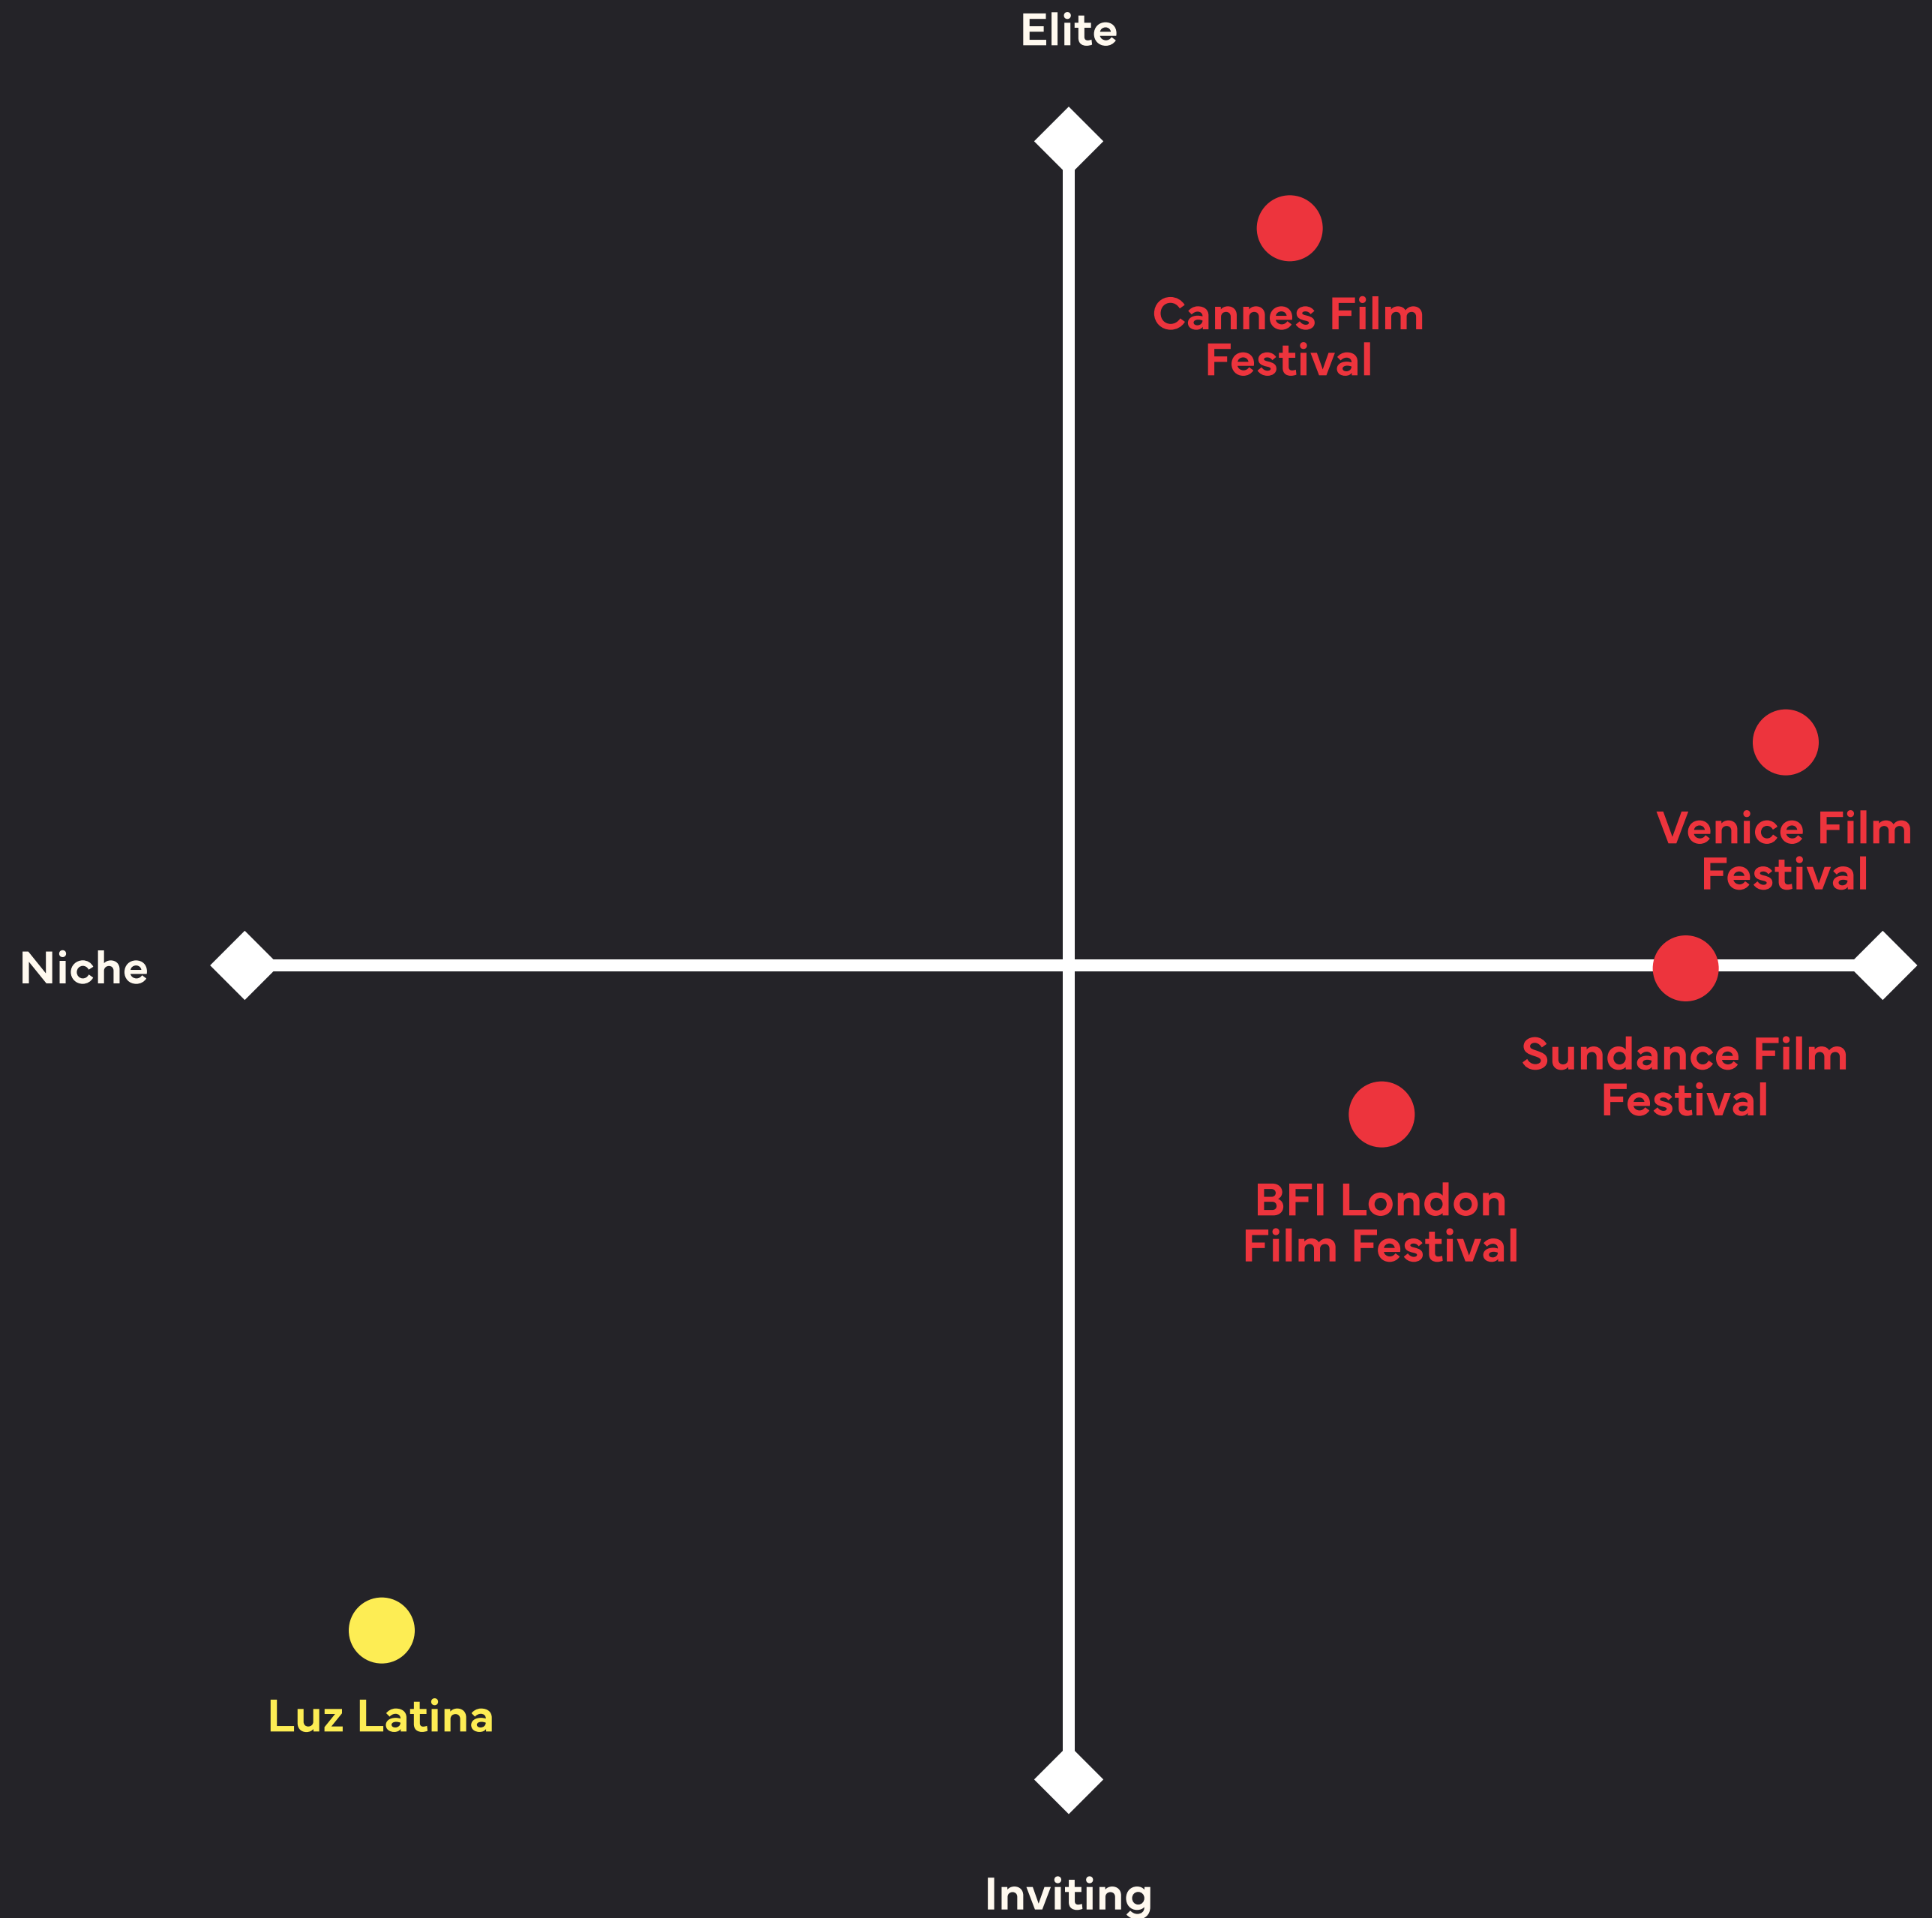 Elite
Cannes Film
Festival
Venice Film
Festival
Niche
Sundance Film
Festival
BFI London
Film Festival
Luz Latina
Inviting